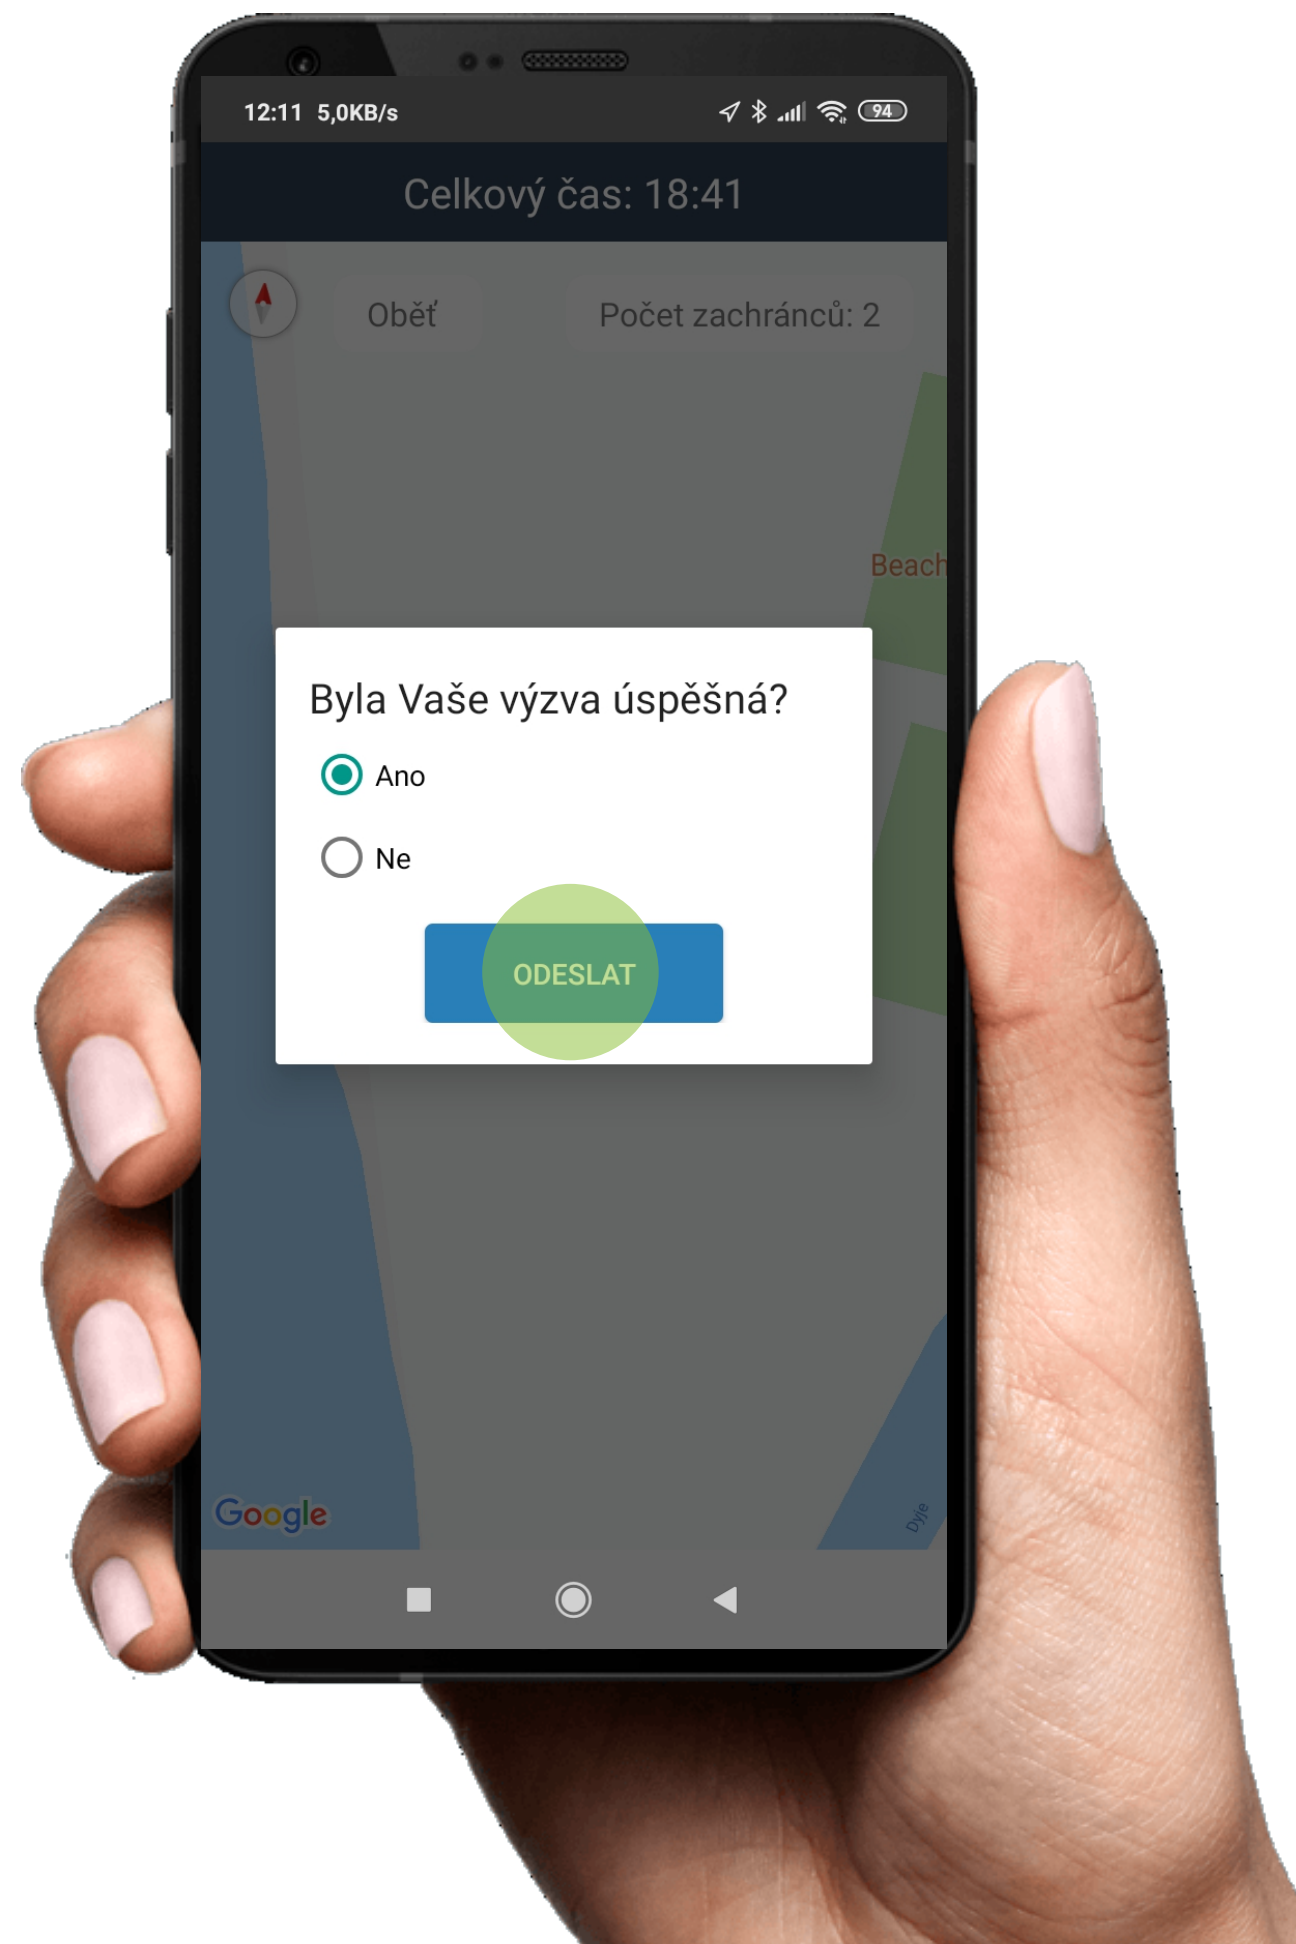 12:11 5,0KB/s 94
Celkový čas: 18:41
Oběť
Počet zachránců: 2
Beach
Byla Vaše výzva úspěšná?
Ano
Ne
ODESLAT
Google
Dyje